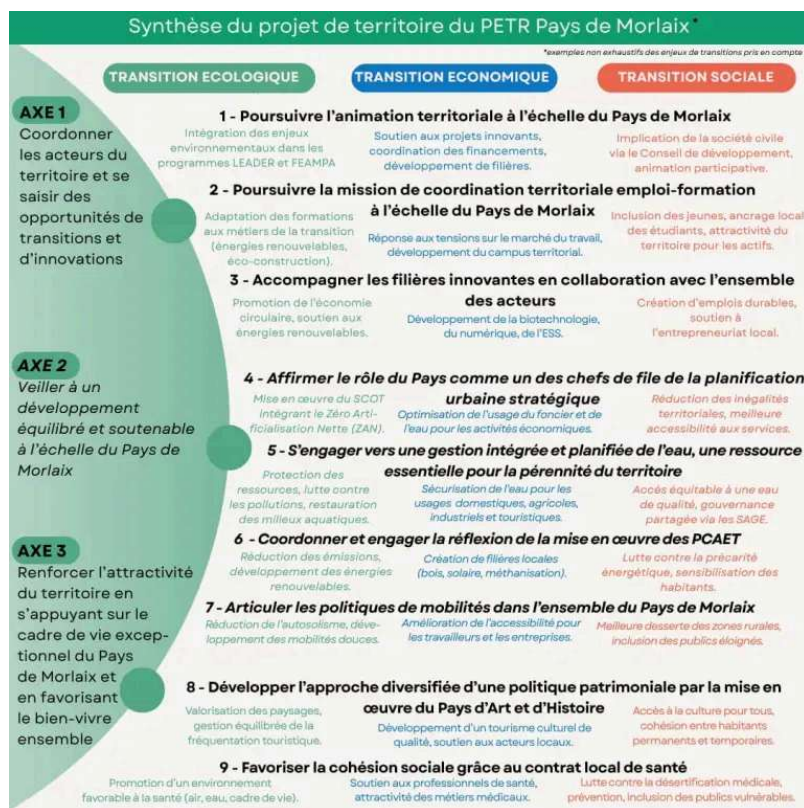 Synthèse du projet de territoire du PETR Pays de Morlaix*
*exemples non exhaustifs des enjeux de transitions pris en compte
TRANSITION ECOLOGIQUE
TRANSITION ECONOMIQUE
TRANSITION SOCIALE
AXE 1
Coordonner
les acteurs du
territoire et se
saisir des
opportunités de
transitions et
d'innovations
1 - Poursuivre l'animation territoriale à l'échelle du Pays de Morlaix
Intégration des enjeux
environnementaux dans les
programmes LEADER et FEAMPA
Soutien aux projets innovants,
coordination des financements,
développement de filières.
Implication de la société civile
via le Conseil de développement,
animation participative.
2 - Poursuivre la mission de coordination territoriale emploi-formation
à l'échelle du Pays de Morlaix
Adaptation des formations
aux métiers de la transition
(énergies renouvelables,
éco-construction).
Réponse aux tensions sur le marché du travail,
développement du campus territorial.
Inclusion des jeunes, ancrage local
des étudiants, attractivité du
territoire pour les actifs.
3 - Accompagner les filières innovantes en collaboration avec l'ensemble
des acteurs
Promotion de l'économie
circulaire, soutien aux
énergies renouvelables.
Développement de la biotechnologie,
du numérique, de l'ESS.
Création d'emplois durables,
soutien à
l'entrepreneuriat local.
AXE 2
Veiller à un
développement
équilibré et soutenable
à l'échelle du Pays de
Morlaix
4 - Affirmer le rôle du Pays comme un des chefs de file de la planification
urbaine stratégique
Mise en œuvre du SCOT
intégrant le Zéro Arti-
ficialisation Nette (ZAN).
Optimisation de l'usage du foncier et de
l'eau pour les activités économiques.
Réduction des inégalités
territoriales, meilleure
accessibilité aux services.
5 - S'engager vers une gestion intégrée et planifiée de l'eau, une ressource
essentielle pour la pérennité du territoire
Protection des
ressources, lutte contre
les pollutions, restauration
des milieux aquatiques.
Sécurisation de l'eau pour les
usages domestiques, agricoles,
industriels et touristiques.
Accès équitable à une eau
de qualité, gouvernance
partagée via les SAGE.
6 - Coordonner et engager la réflexion de la mise en œuvre des PCAET
Réduction des émissions,
développement des énergies
renouvelables.
Création de filières locales
(bois, solaire, méthanisation).
Lutte contre la précarité
énergétique, sensibilisation des
habitants.
7 - Articuler les politiques de mobilités dans l'ensemble du Pays de Morlaix
Réduction de l'autosolisme, déve-
loppement des mobilités douces.
Amélioration de l'accessibilité pour
les travailleurs et les entreprises.
Meilleure desserte des zones rurales,
inclusion des publics éloignés.
AXE 3
Renforcer l'attractivité
du territoire en
s'appuyant sur le
cadre de vie excep-
tionnel du Pays
de Morlaix et
en favorisant
le bien-vivre
ensemble
8 - Développer l'approche diversifiée d'une politique patrimoniale par la mise en
œuvre du Pays d'Art et d'Histoire
Valorisation des paysages,
gestion équilibrée de la
fréquentation touristique.
Développement d'un tourisme culturel de
qualité, soutien aux acteurs locaux.
Accès à la culture pour tous,
cohésion entre habitants
permanents et temporaires.
9 - Favoriser la cohésion sociale grâce au contrat local de santé
Promotion d'un environnement
favorable à la santé (air, eau, cadre de vie).
Soutien aux professionnels de santé,
attractivité des métiers médicaux.
Lutte contre la désertification médicale,
prévention, inclusion des publics vulnérables.